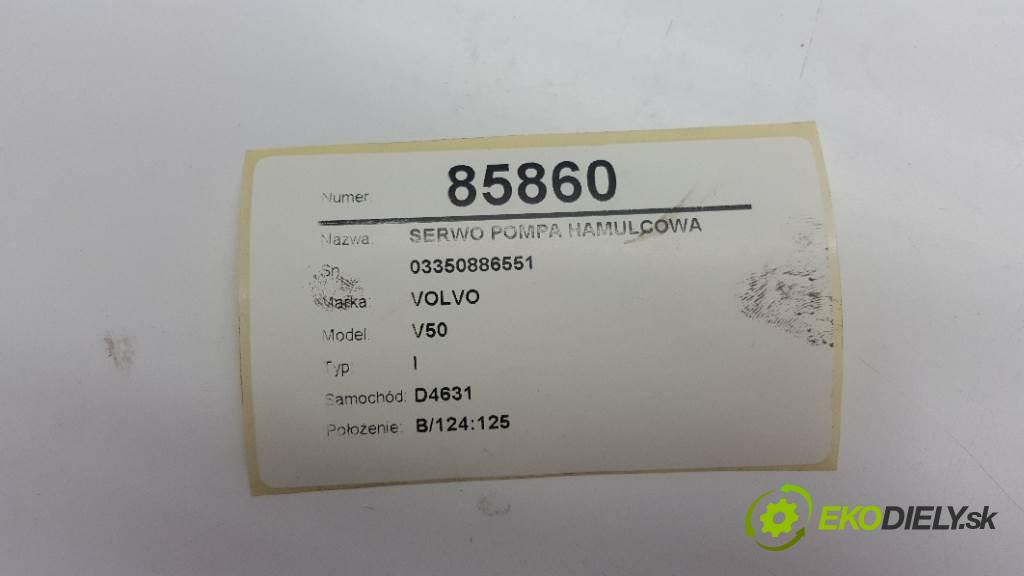 Numer: 85860
Nazwa: SERWO POMPA HAMULCOWA
Sn: 03350886551
Marka: VOLVO
Model: V50
Typ: I
Samochód: D4631
Położenie: B/124:125
EKODIELY.sk